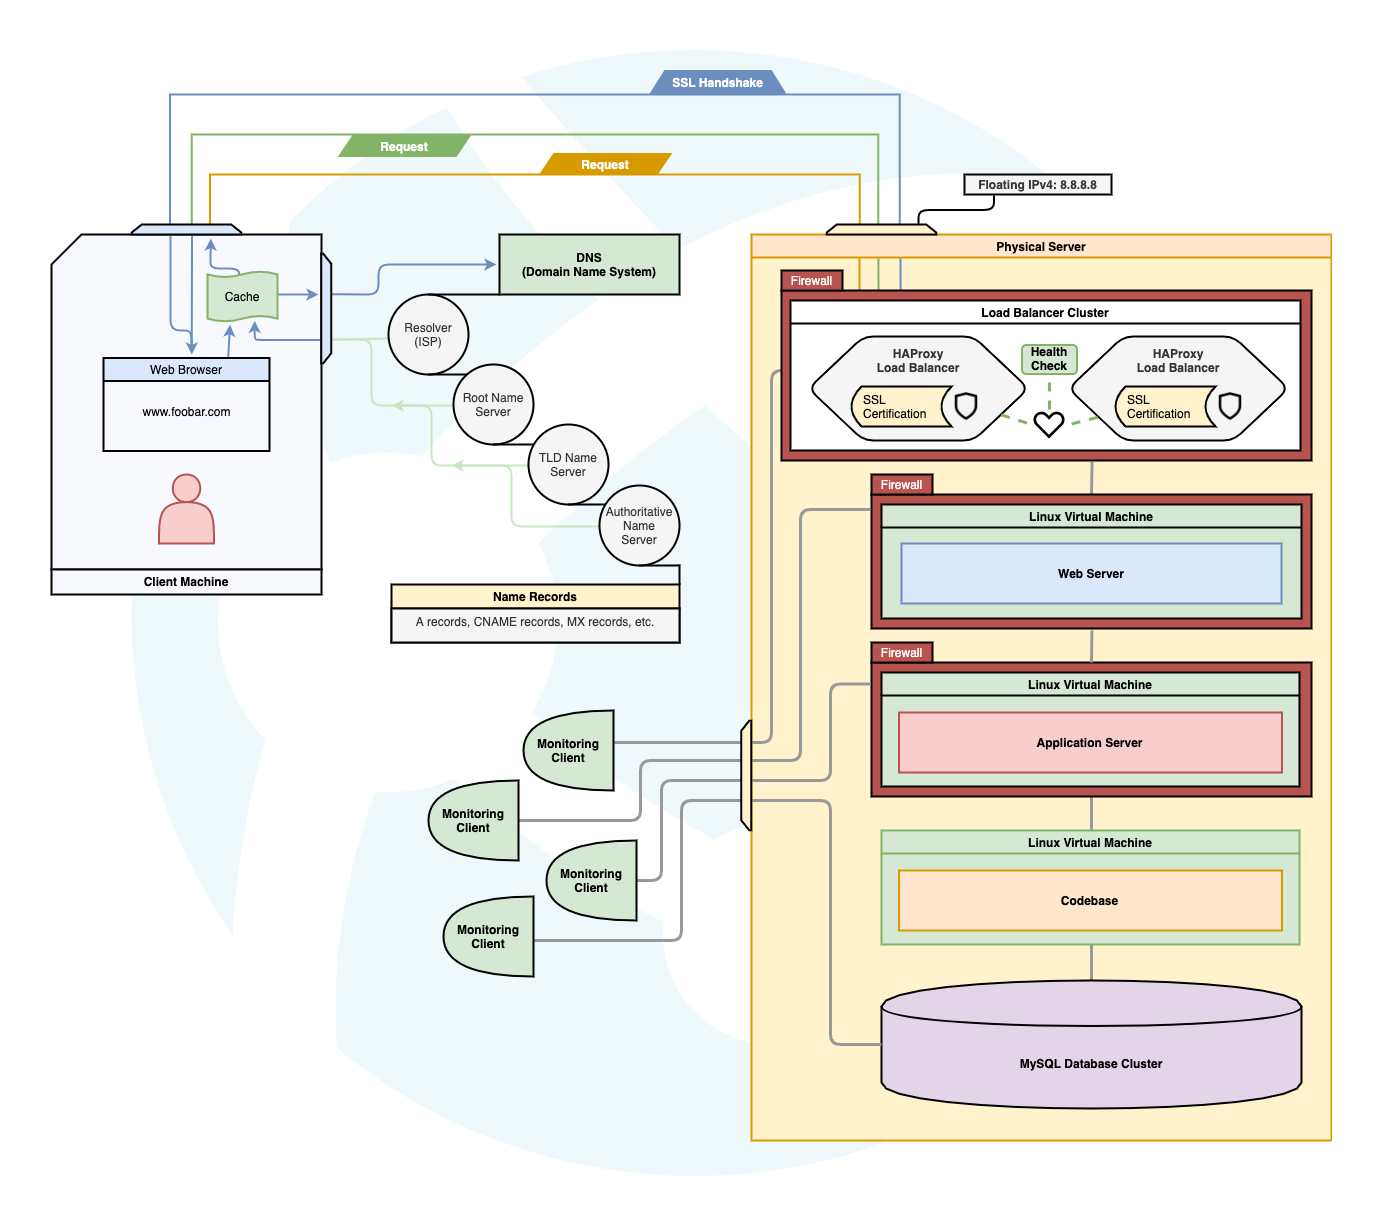 SSL Handshake
Request
Request
Floating IPv4: 8.8.8.8
Cache
Web Browser
www.foobar.com
Client Machine
DNS
(Domain Name System)
Resolver
(ISP)
Root Name
Server
TLD Name
Server
Authoritative
Name
Server
Name Records
A records, CNAME records, MX records, etc.
Monitoring
Client
Monitoring
Client
Monitoring
Client
Monitoring
Client
Physical Server
Firewall
Load Balancer Cluster
HAProxy
Load Balancer
SSL
Certification
Health
Check
HAProxy
Load Balancer
SSL
Certification
Firewall
Linux Virtual Machine
Web Server
Firewall
Linux Virtual Machine
Application Server
Linux Virtual Machine
Codebase
MySQL Database Cluster